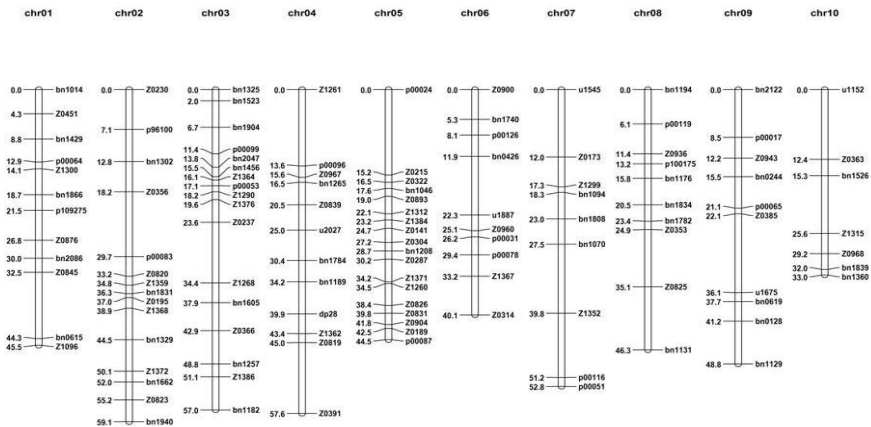 chr01 chr02 chr03 chr04 chr05 chr06 chr07 chr08 chr09 chr10
0.0 bn1014
4.3 Z0451
8.8 bn1429
12.9 p00064
14.1 Z1300
18.7 bn1866
21.5 p109275
26.8 Z0876
30.0 bn2086
32.5 Z0845
44.3 bn0615
45.5 Z1096
0.0 Z0230
7.1 p96100
12.8 bn1302
18.2 Z0356
29.7 p00083
33.2 Z0820
34.8 Z1359
36.3 bn1831
37.0 Z0195
38.9 Z1368
44.5 bn1329
50.1 Z1372
52.0 bn1662
55.2 Z0823
59.1 bn1940
0.0 bn1325
2.0 bn1523
6.7 bn1904
11.4 p00099
13.8 bn2047
15.5 bn1456
16.1 Z1364
17.1 p00053
18.2 Z1290
19.6 Z1376
23.6 Z0237
34.4 Z1268
37.9 bn1605
42.9 Z0366
48.8 bn1257
51.1 Z1386
57.0 bn1182
0.0 Z1261
13.6 p00096
15.6 Z0967
16.5 bn1265
20.5 Z0839
25.0 u2027
30.4 bn1784
34.2 bn1189
39.9 dp28
43.4 Z1362
45.0 Z0819
57.6 Z0391
0.0 p00024
15.2 Z0215
16.5 Z0322
17.6 bn1046
19.0 Z0893
22.1 Z1312
23.2 Z1384
24.7 Z0141
27.2 Z0304
28.7 bn1208
30.2 Z0287
34.2 Z1371
34.5 Z1260
38.4 Z0826
39.8 Z0831
41.8 Z0904
42.5 Z0189
44.5 p00087
0.0 Z0900
5.3 bn1740
8.1 p00126
11.9 bn0426
22.3 u1887
25.1 Z0960
26.2 p00031
29.4 p00078
33.2 Z1367
40.1 Z0314
0.0 u1545
12.0 Z0173
17.3 Z1299
18.3 bn1094
23.0 bn1808
27.5 bn1070
39.8 Z1352
51.2 p00116
52.8 p00051
0.0 bn1194
6.1 p00119
11.4 Z0936
13.2 p100175
15.8 bn1176
20.5 bn1834
23.4 bn1782
24.9 Z0353
35.1 Z0825
46.3 bn1131
0.0 bn2122
8.5 p00017
12.2 Z0943
15.5 bn0244
21.1 p00065
22.1 Z0385
36.1 u1675
37.7 bn0619
41.2 bn0128
48.8 bn1129
0.0 u1152
12.4 Z0363
15.3 bn1526
25.6 Z1315
29.2 Z0968
32.0 bn1839
33.0 bn1360